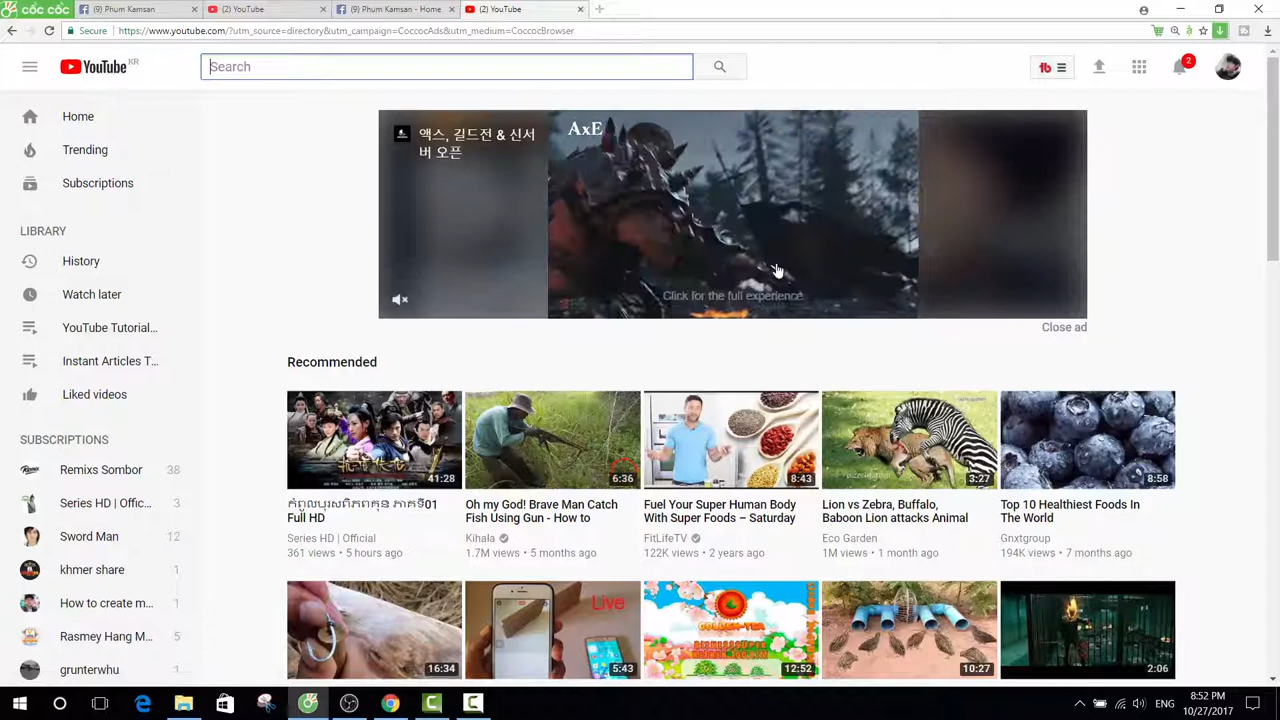 cốc cốc
(9) Phum Kamsan
(2) YouTube
(9) Phum Kamsan - Home
(2) YouTube
Secure
https://www.youtube.com/?utm_source=directory&utm_campaign=CoccocAds&utm_medium=CoccocBrowser
YouTube KR
Search
tb
2
Home
Trending
Subscriptions
LIBRARY
History
Watch later
YouTube Tutorial...
Instant Articles T...
Liked videos
SUBSCRIPTIONS
Remixs Sombor 38
Series HD | Offic... 3
Sword Man 12
khmer share 1
How to create m... 1
Rasmey Hang M... 5
grunterwhu 1
액스, 길드전 & 신서
버 오픈
AxE
Click for the full experience
Close ad
Recommended
41:28
6:36
8:43
3:27
8:58
Full HD
Series HD | Official
361 views • 5 hours ago
Oh my God! Brave Man Catch
Fish Using Gun - How to
Kihala
1.7M views • 5 months ago
Fuel Your Super Human Body
With Super Foods – Saturday
FitLifeTV
122K views • 2 years ago
Lion vs Zebra, Buffalo,
Baboon Lion attacks Animal
Eco Garden
1M views • 1 month ago
Top 10 Healthiest Foods In
The World
Gnxtgroup
194K views • 7 months ago
16:34
Live
5:43
GOLDEN-TEA
12:52
10:27
2:06
ENG
8:52 PM
10/27/2017